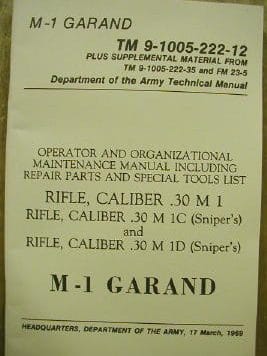 M-1 GARAND
TM 9-1005-222-12
PLUS SUPPLEMENTAL MATERIAL FROM
TM 9-1005-222-35 and FM 23-5
Department of the Army Technical Manual
OPERATOR AND ORGANIZATIONAL
MAINTENANCE MANUAL INCLUDING
REPAIR PARTS AND SPECIAL TOOLS LIST
RIFLE, CALIBER .30 M 1
RIFLE, CALIBER .30 M 1C (Sniper's)
and
RIFLE, CALIBER .30 M 1D (Sniper's)
M-1 GARAND
HEADQUARTERS, DEPARTMENT OF THE ARMY, 17 March, 1969